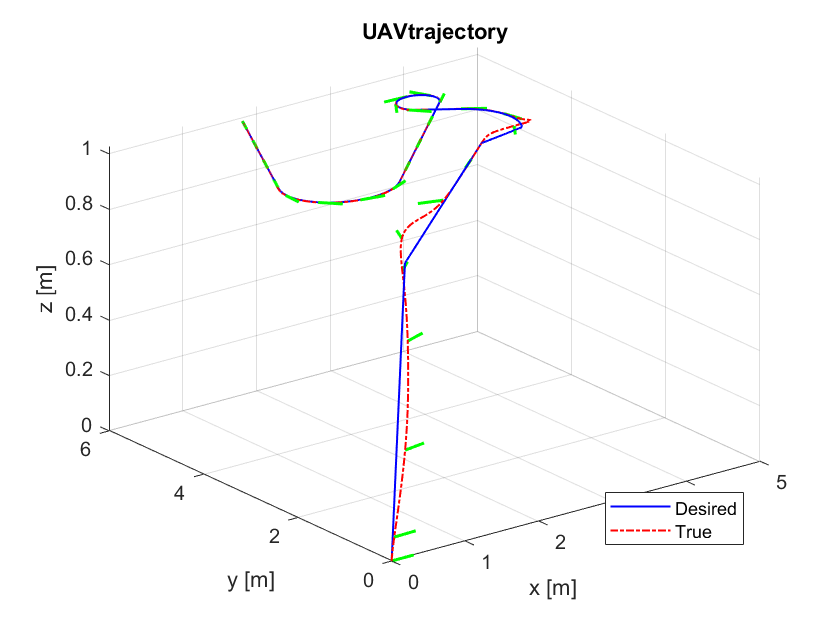 UAVtrajectory
1
0.8
0.6
0.4
0.2
0
z [m]
6
4
2
0
y [m]
0
1
2
5
x [m]
Desired
True